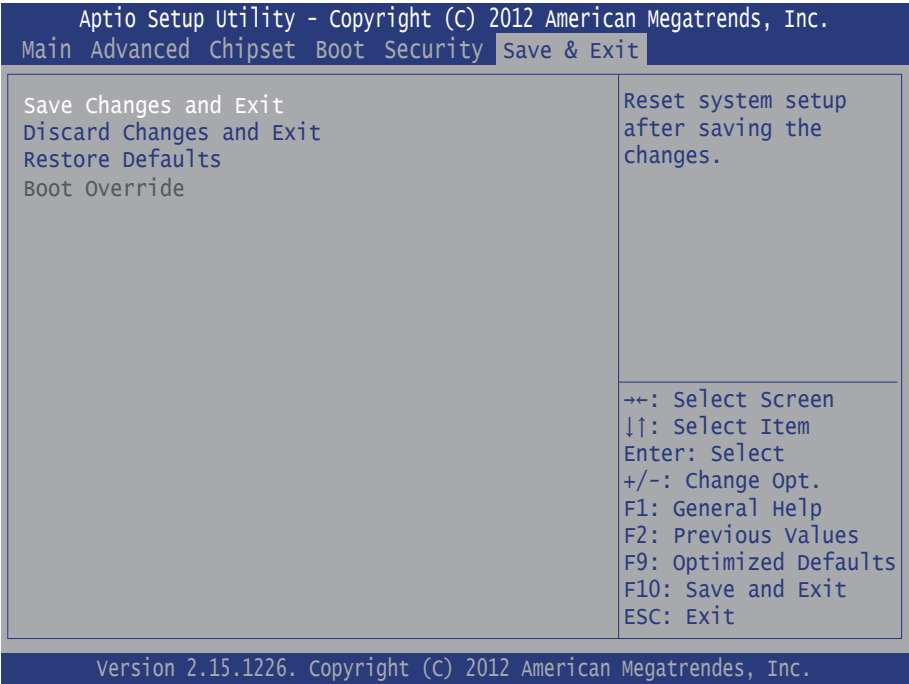 Aptio Setup Utility - Copyright (C) 2012 American Megatrends, Inc.
Main Advanced Chipset Boot Security Save & Exit
Save Changes and Exit
Discard Changes and Exit
Restore Defaults
Boot Override
Reset system setup
after saving the
changes.
→←: Select Screen
↓↑: Select Item
Enter: Select
+/-: Change Opt.
F1: General Help
F2: Previous Values
F9: Optimized Defaults
F10: Save and Exit
ESC: Exit
Version 2.15.1226. Copyright (C) 2012 American Megatrendes, Inc.